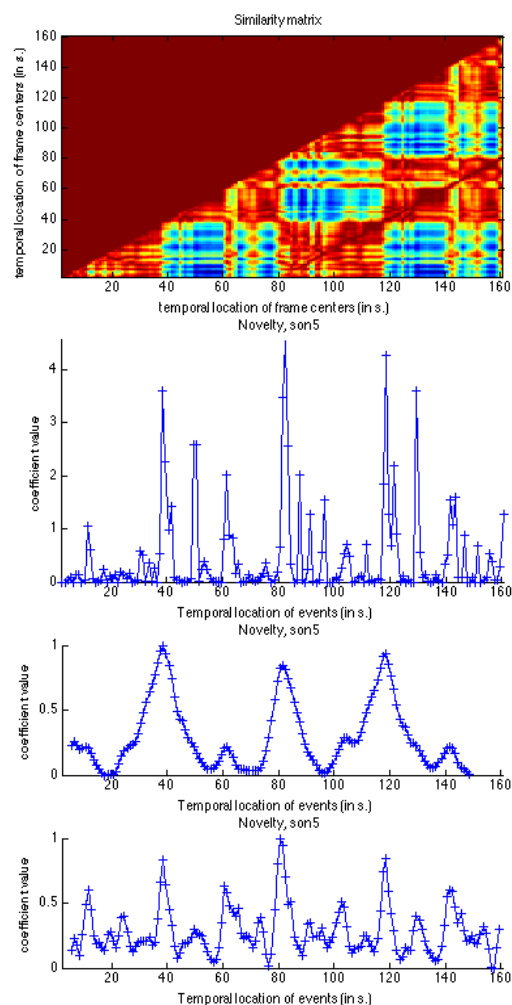 Similarity matrix
temporal location of frame centers (in s.)
160
140
120
100
80
60
40
20
20 40 60 80 100 120 140 160
temporal location of frame centers (in s.)
Novelty, son5
coefficient value
4
3
2
1
0
20 40 60 80 100 120 140 160
Temporal location of events (in s.)
Novelty, son5
coefficient value
1
0.5
0
20 40 60 80 100 120 140 160
Temporal location of events (in s.)
Novelty, son5
coefficient value
1
0.5
0
20 40 60 80 100 120 140 160
Temporal location of events (in s.)